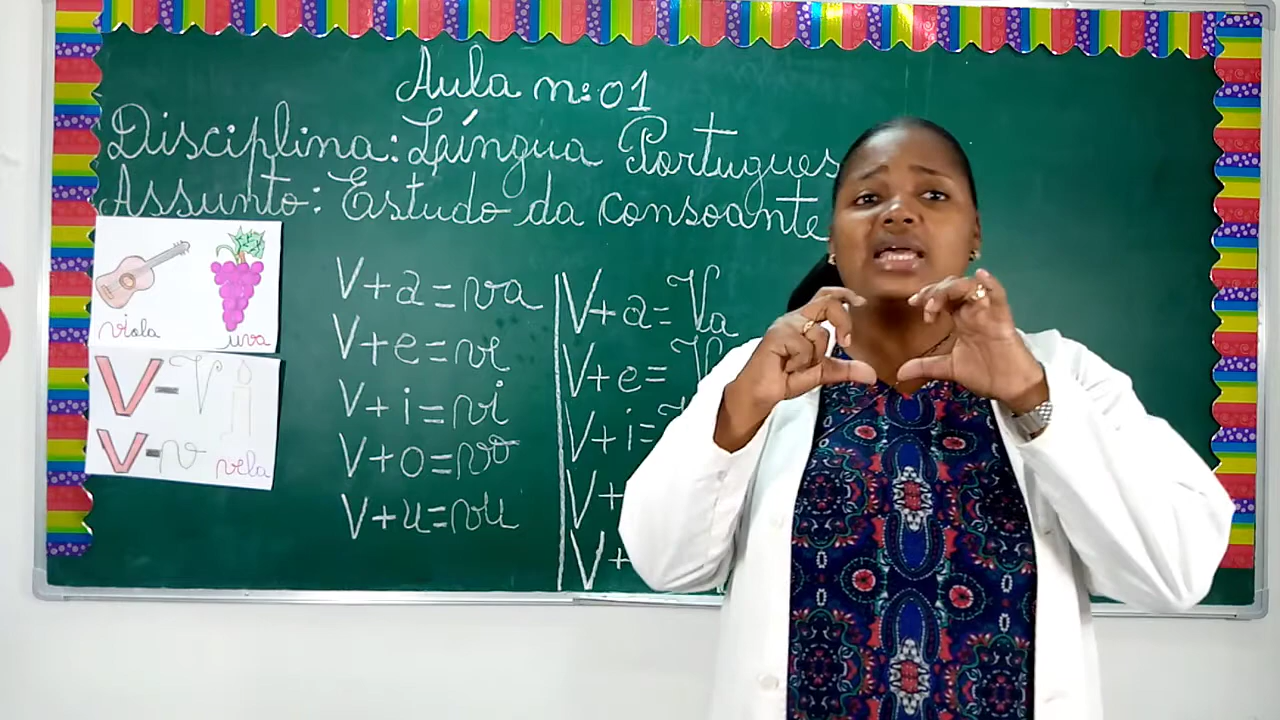 Aula nº 01
Disciplina: Língua Portugues
Assunto: Estudo da consoante
viola
uva
V-V
V-v
vela
V+a=va
V+e=ve
V+i=vi
V+o=vo
V+u=vu
V+a=Va
V+e=V
V+i=
V+
V+